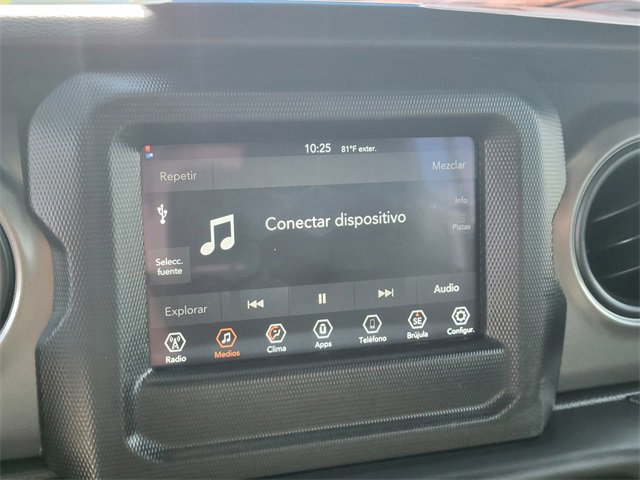 10:25 81°F exter.
Repetir
Mezclar
Info
Conectar dispositivo
Pistas
Selecc.
fuente
Explorar
Audio
Radio
Medios
Clima
Apps
Teléfono
SE
Brújula
Configur.